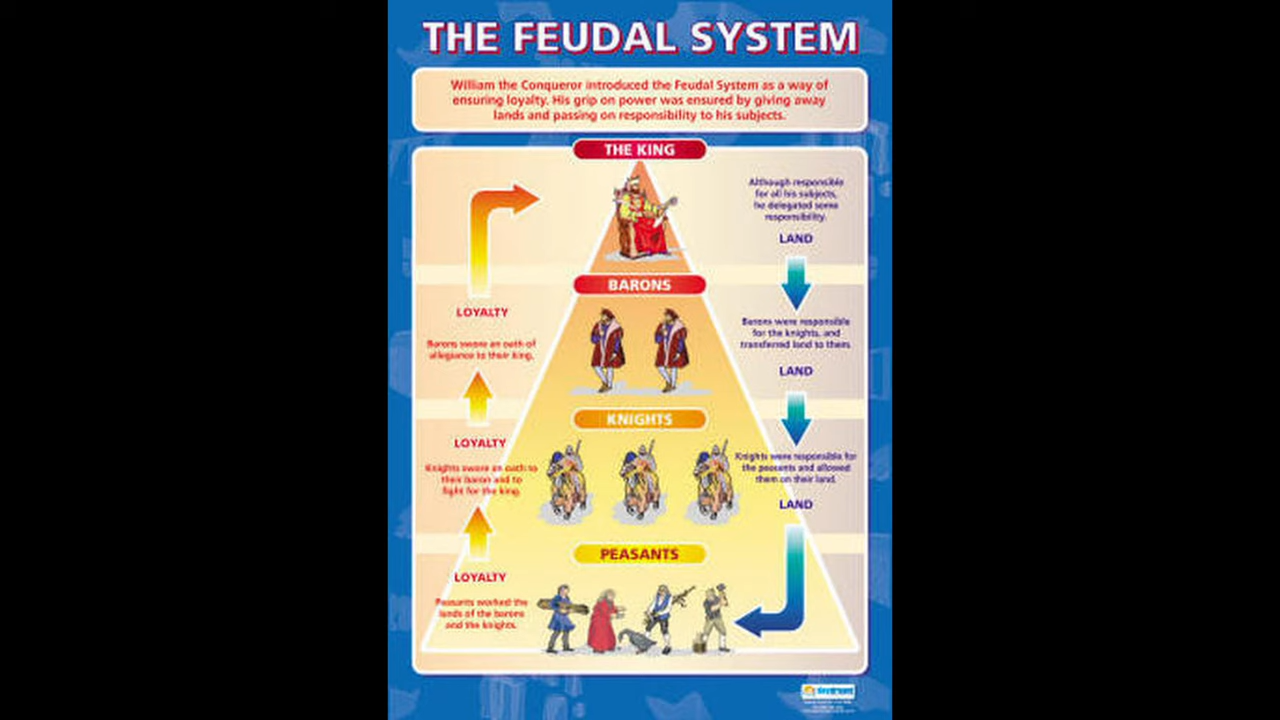 THE FEUDAL SYSTEM
William the Conqueror introduced the Feudal System as a way of
ensuring loyalty. His grip on power was ensured by giving away
lands and passing on responsibility to his subjects.
THE KING
Although responsible
for all his subjects,
he delegated some
responsibility.
LAND
BARONS
LOYALTY
Barons swore an oath of
allegiance to their king.
Barons were responsible
for the knights, and
transferred land to them.
LAND
KNIGHTS
LOYALTY
Knights swore an oath to
their baron and to
fight for the king.
Knights were responsible for
the peasants and allowed
them on their land.
LAND
PEASANTS
LOYALTY
Peasants worked the
lands of the barons
and the knights.